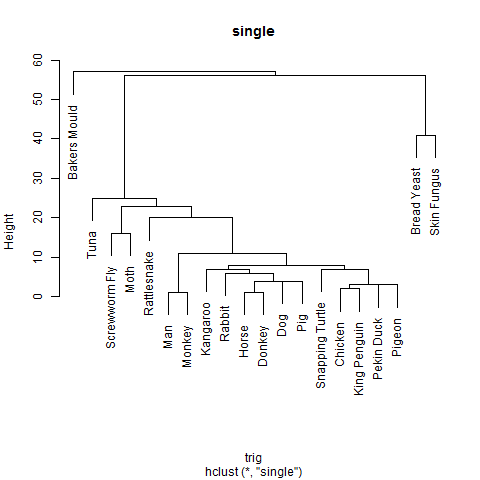 single
Height
60
50
40
30
20
10
0
Bakers Mould
Tuna
Screwworm Fly
Moth
Rattlesnake
Man
Monkey
Kangaroo
Rabbit
Horse
Donkey
Dog
Pig
Snapping Turtle
Chicken
King Penguin
Pekin Duck
Pigeon
Bread Yeast
Skin Fungus
trig
hclust (*, "single")